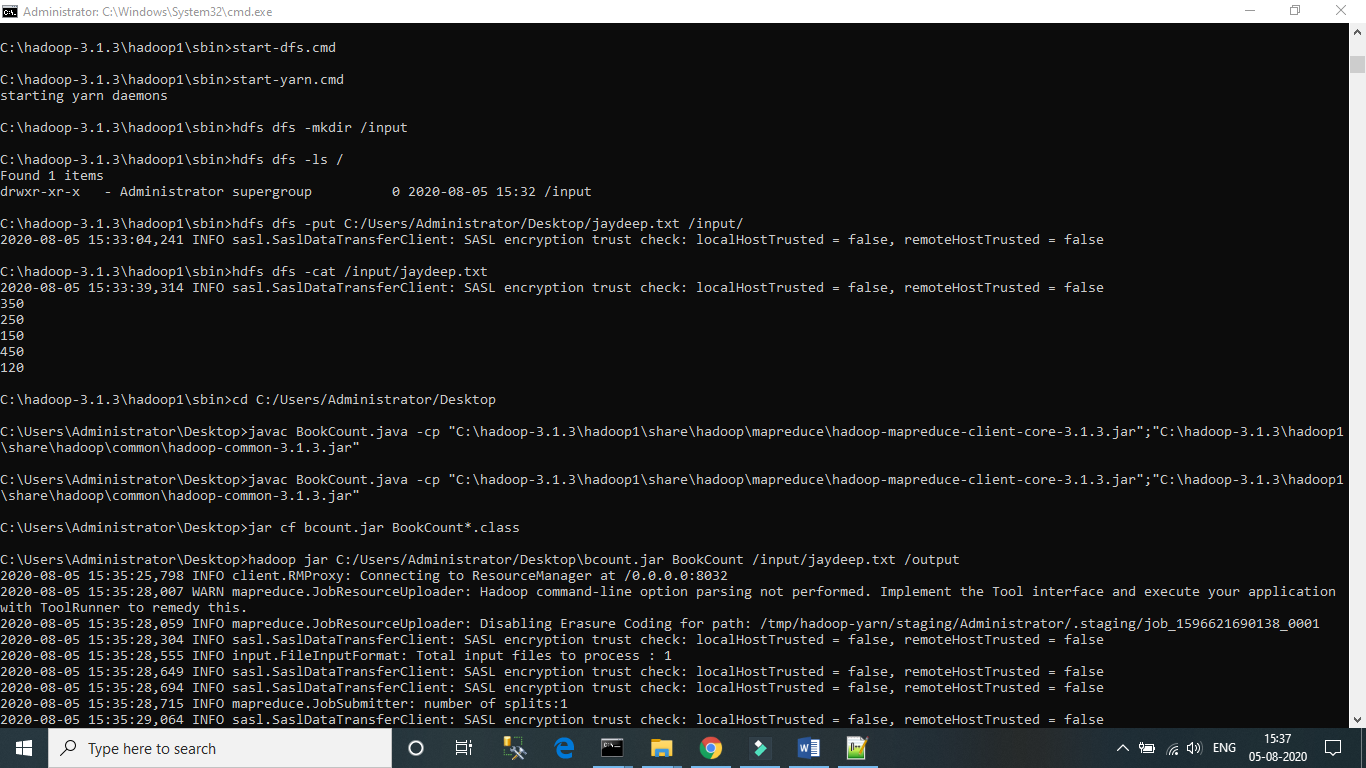 Administrator: C:\Windows\System32\cmd.exe
C:\hadoop-3.1.3\hadoop1\sbin>start-dfs.cmd
C:\hadoop-3.1.3\hadoop1\sbin>start-yarn.cmd
starting yarn daemons
C:\hadoop-3.1.3\hadoop1\sbin>hdfs dfs -mkdir /input
C:\hadoop-3.1.3\hadoop1\sbin>hdfs dfs -ls /
Found 1 items
drwxr-xr-x   - Administrator supergroup          0 2020-08-05 15:32 /input
C:\hadoop-3.1.3\hadoop1\sbin>hdfs dfs -put C:/Users/Administrator/Desktop/jaydeep.txt /input/
2020-08-05 15:33:04,241 INFO sasl.SaslDataTransferClient: SASL encryption trust check: localHostTrusted = false, remoteHostTrusted = false
C:\hadoop-3.1.3\hadoop1\sbin>hdfs dfs -cat /input/jaydeep.txt
2020-08-05 15:33:39,314 INFO sasl.SaslDataTransferClient: SASL encryption trust check: localHostTrusted = false, remoteHostTrusted = false
350
250
150
450
120
C:\hadoop-3.1.3\hadoop1\sbin>cd C:/Users/Administrator/Desktop
C:\Users\Administrator\Desktop>javac BookCount.java -cp "C:\hadoop-3.1.3\hadoop1\share\hadoop\mapreduce\hadoop-mapreduce-client-core-3.1.3.jar";"C:\hadoop-3.1.3\hadoop1
\share\hadoop\common\hadoop-common-3.1.3.jar"
C:\Users\Administrator\Desktop>javac BookCount.java -cp "C:\hadoop-3.1.3\hadoop1\share\hadoop\mapreduce\hadoop-mapreduce-client-core-3.1.3.jar";"C:\hadoop-3.1.3\hadoop1
\share\hadoop\common\hadoop-common-3.1.3.jar"
C:\Users\Administrator\Desktop>jar cf bcount.jar BookCount*.class
C:\Users\Administrator\Desktop>hadoop jar C:/Users/Administrator/Desktop\bcount.jar BookCount /input/jaydeep.txt /output
2020-08-05 15:35:25,798 INFO client.RMProxy: Connecting to ResourceManager at /0.0.0.0:8032
2020-08-05 15:35:28,007 WARN mapreduce.JobResourceUploader: Hadoop command-line option parsing not performed. Implement the Tool interface and execute your application
with ToolRunner to remedy this.
2020-08-05 15:35:28,059 INFO mapreduce.JobResourceUploader: Disabling Erasure Coding for path: /tmp/hadoop-yarn/staging/Administrator/.staging/job_1596621690138_0001
2020-08-05 15:35:28,304 INFO sasl.SaslDataTransferClient: SASL encryption trust check: localHostTrusted = false, remoteHostTrusted = false
2020-08-05 15:35:28,555 INFO input.FileInputFormat: Total input files to process : 1
2020-08-05 15:35:28,649 INFO sasl.SaslDataTransferClient: SASL encryption trust check: localHostTrusted = false, remoteHostTrusted = false
2020-08-05 15:35:28,694 INFO sasl.SaslDataTransferClient: SASL encryption trust check: localHostTrusted = false, remoteHostTrusted = false
2020-08-05 15:35:28,715 INFO mapreduce.JobSubmitter: number of splits:1
2020-08-05 15:35:29,064 INFO sasl.SaslDataTransferClient: SASL encryption trust check: localHostTrusted = false, remoteHostTrusted = false
Type here to search
ENG
15:37
05-08-2020